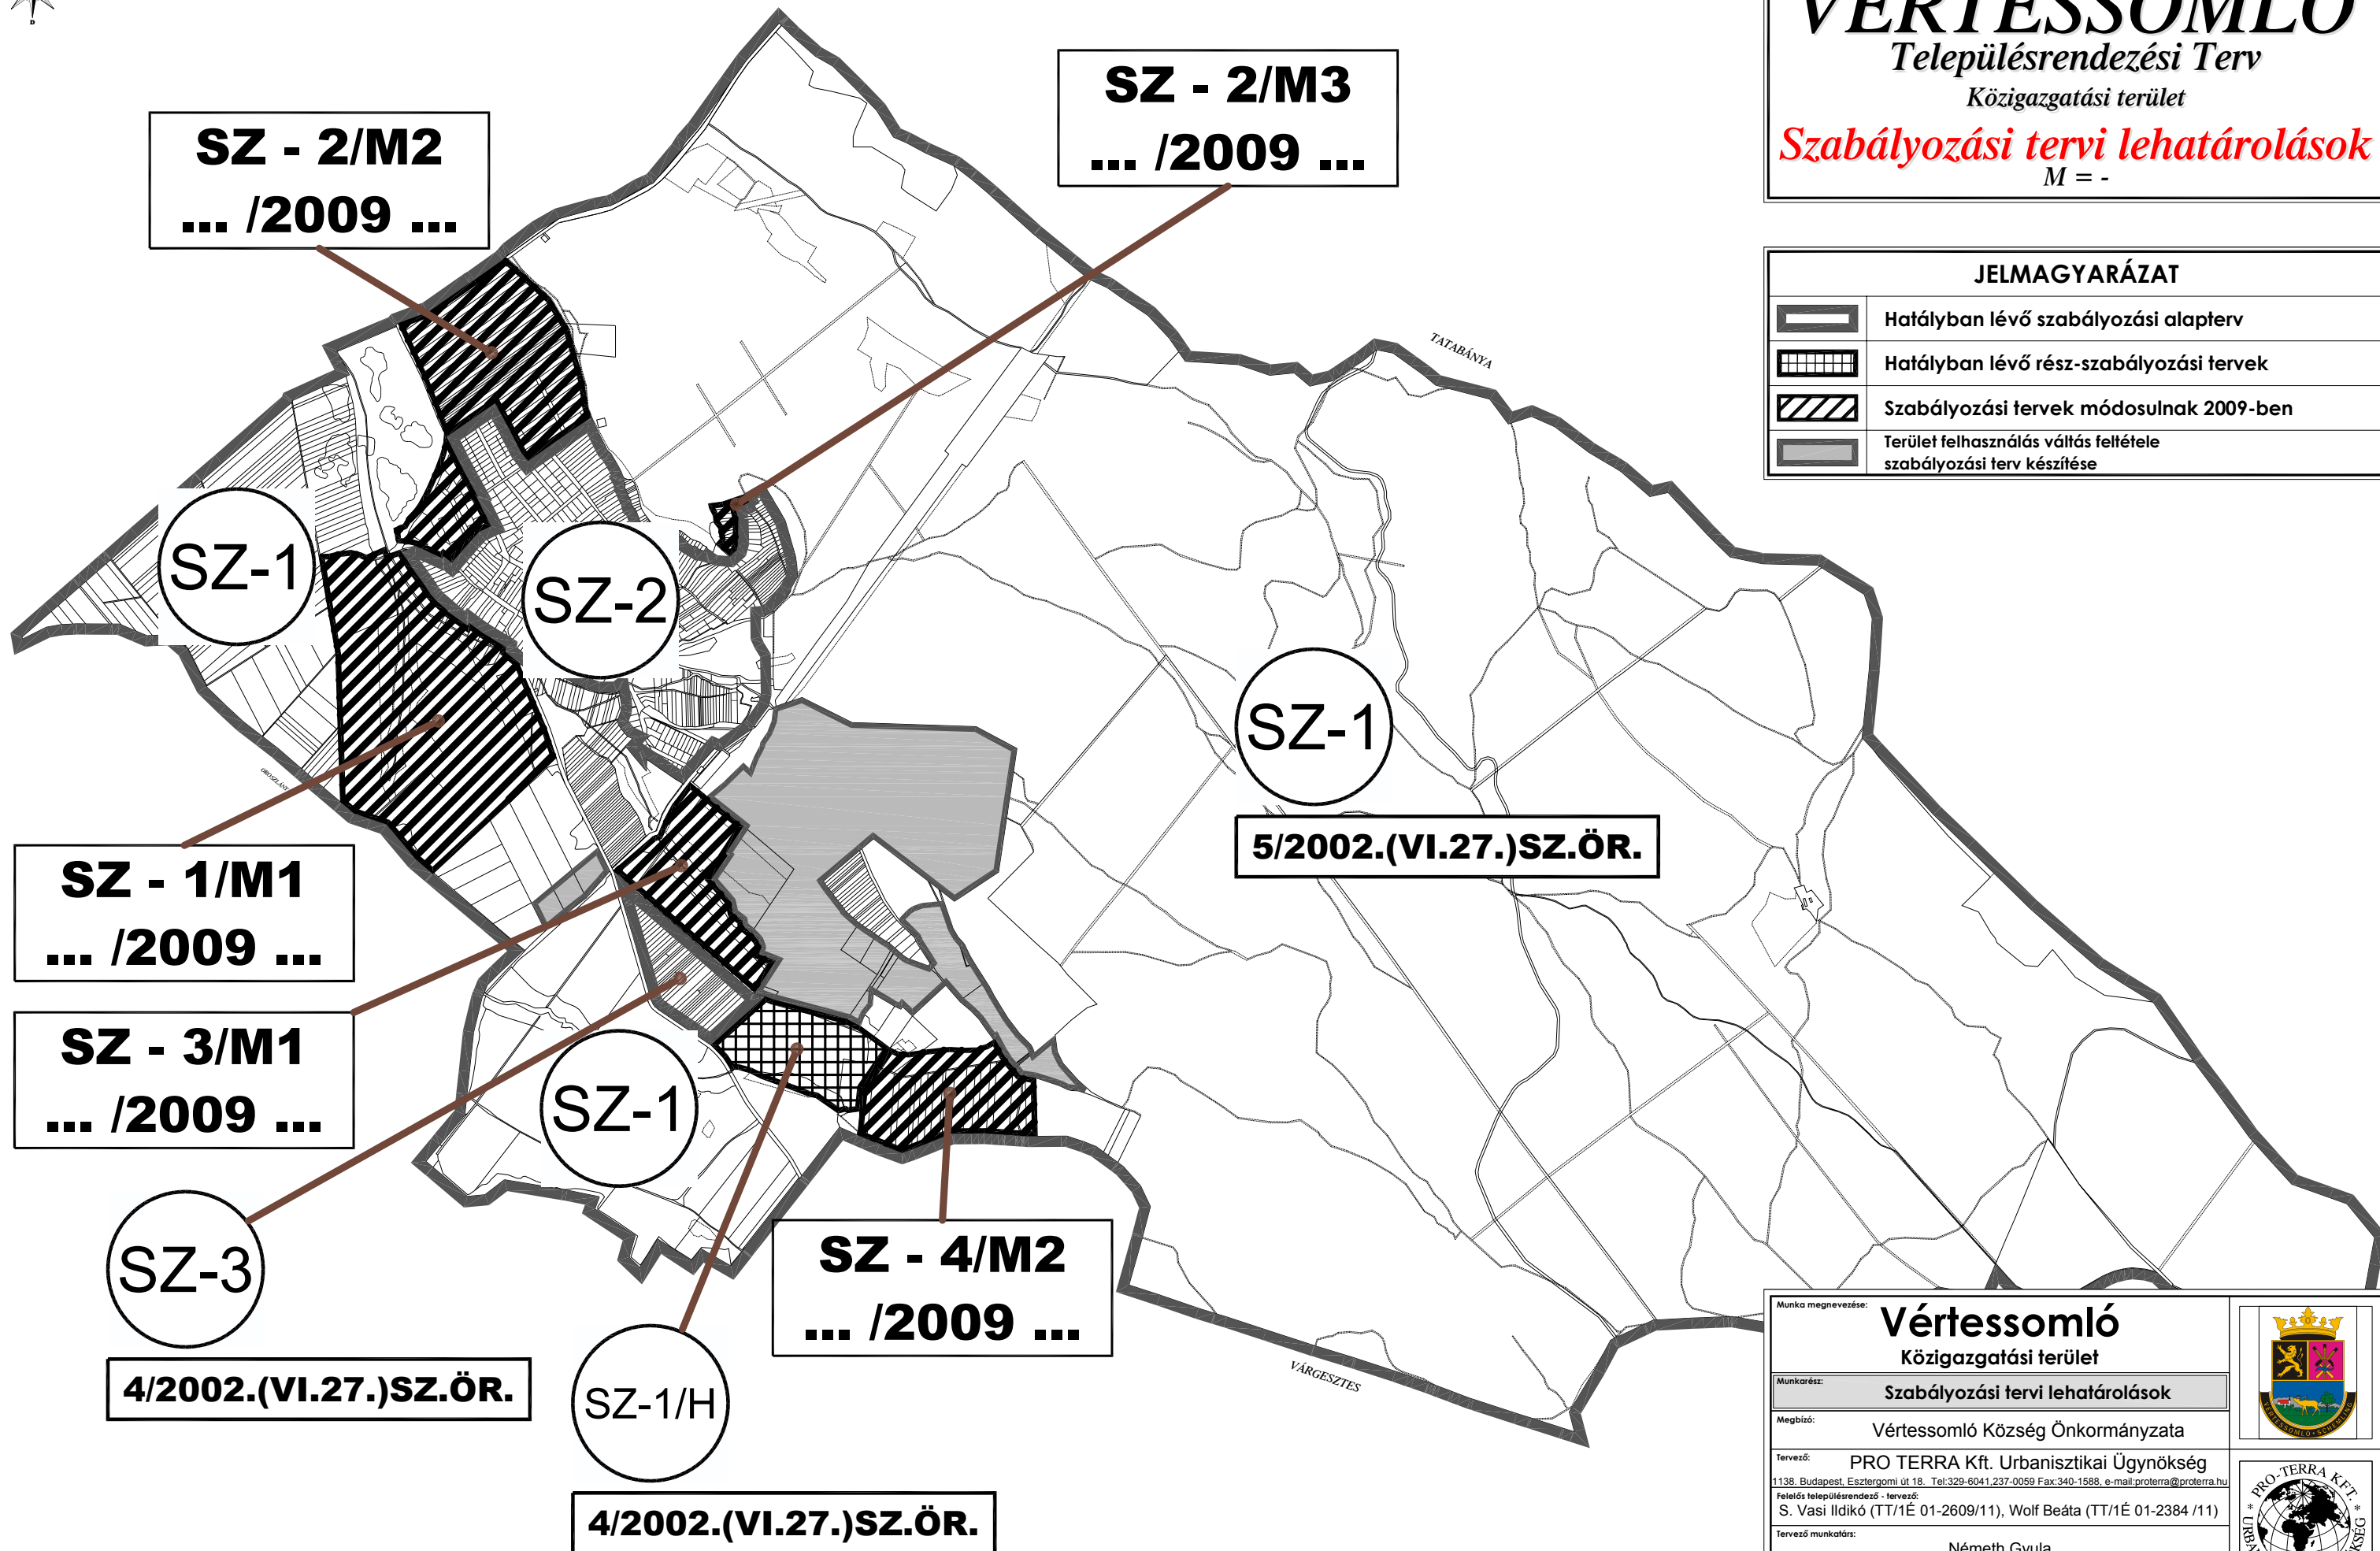 D
VÉRTESSOMLÓ
Településrendezési Terv
Közigazgatási terület
Szabályozási tervi lehatárolások
M = -
SZ - 2/M3
... /2009 ...
SZ - 2/M2
... /2009 ...
JELMAGYARÁZAT
Hatályban lévő szabályozási alapterv
Hatályban lévő rész-szabályozási tervek
Szabályozási tervek módosulnak 2009-ben
Terület felhasználás váltás feltétele
szabályozási terv készítése
TATABÁNYA
SZ-1
SZ-2
SZ-1
OROSZLÁNY
5/2002.(VI.27.)SZ.ÖR.
SZ - 1/M1
... /2009 ...
SZ - 3/M1
... /2009 ...
SZ-1
SZ-3
4/2002.(VI.27.)SZ.ÖR.
SZ - 4/M2
... /2009 ...
SZ-1/H
4/2002.(VI.27.)SZ.ÖR.
VÁRGESZTES
Munka megnevezése:
Vértessomló
Közigazgatási terület
Munkarész:
Szabályozási tervi lehatárolások
Megbízó:
Vértessomló Község Önkormányzata
Tervező:
PRO TERRA Kft. Urbanisztikai Ügynökség
1138. Budapest, Esztergomi út 18. Tel:329-6041,237-0059 Fax:340-1588, e-mail:proterra@proterra.hu
Felelős településrendező - tervező:
S. Vasi Ildikó (TT/1É 01-2609/11), Wolf Beáta (TT/1É 01-2384 /11)
Tervező munkatárs:
Németh Gyula
VÉRTESSOMLÓ
* PRO-TERRA KFT. *